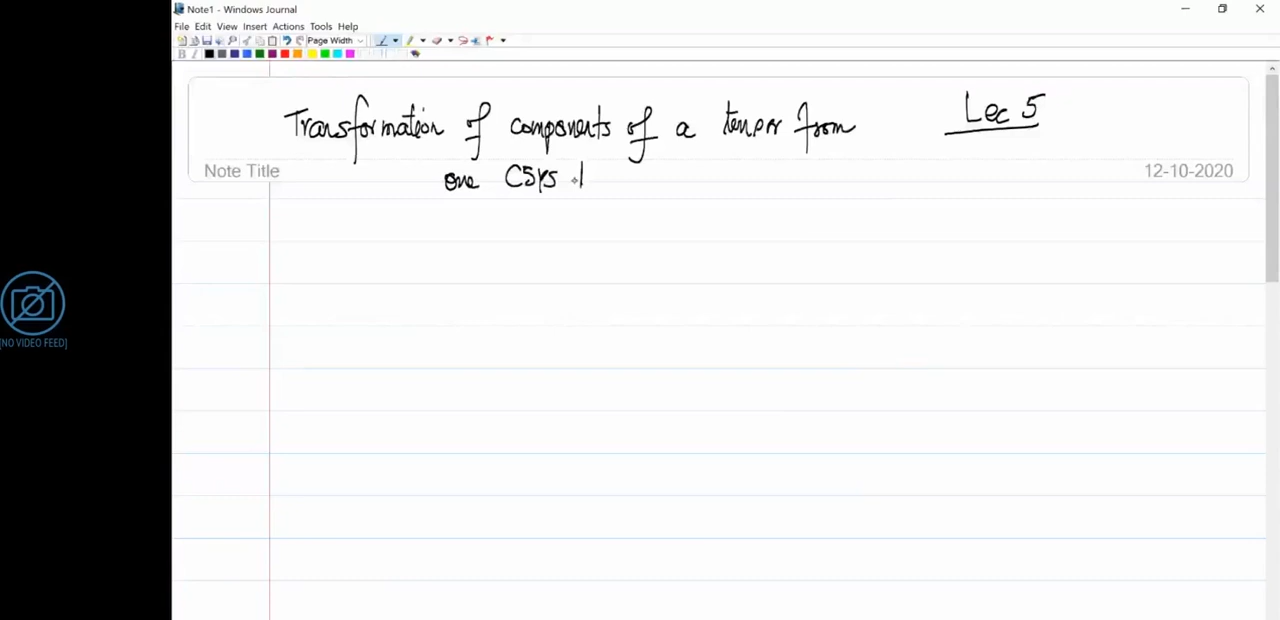 Note1 - Windows Journal
File Edit View Insert Actions Tools Help
Page Width
B I
Transformation of components of a tensor from
Lec 5
one CSYS
Note Title
12-10-2020
[NO VIDEO FEED]